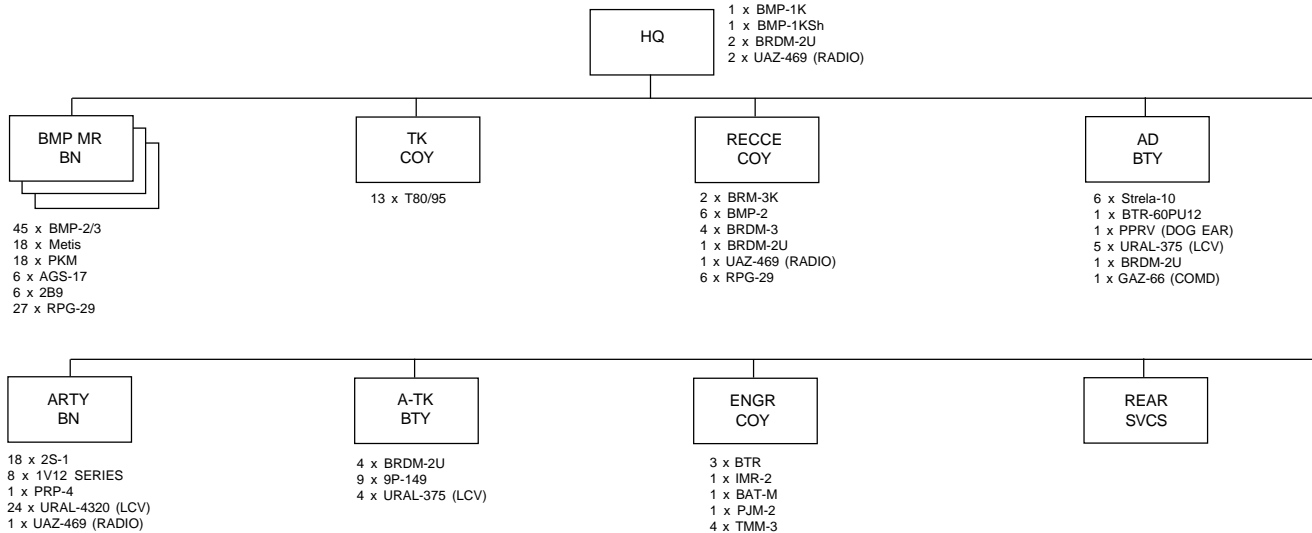 HQ
1 x BMP-1K
1 x BMP-1KSh
2 x BRDM-2U
2 x UAZ-469 (RADIO)
BMP MR
BN
45 x BMP-2/3
18 x Metis
18 x PKM
6 x AGS-17
6 x 2B9
27 x RPG-29
TK
COY
13 x T80/95
RECCE
COY
2 x BRM-3K
6 x BMP-2
4 x BRDM-3
1 x BRDM-2U
1 x UAZ-469 (RADIO)
6 x RPG-29
AD
BTY
6 x Strela-10
1 x BTR-60PU12
1 x PPRV (DOG EAR)
5 x URAL-375 (LCV)
1 x BRDM-2U
1 x GAZ-66 (COMD)
ARTY
BN
18 x 2S-1
8 x 1V12 SERIES
1 x PRP-4
24 x URAL-4320 (LCV)
1 x UAZ-469 (RADIO)
A-TK
BTY
4 x BRDM-2U
9 x 9P-149
4 x URAL-375 (LCV)
ENGR
COY
3 x BTR
1 x IMR-2
1 x BAT-M
1 x PJM-2
4 x TMM-3
REAR
SVCS